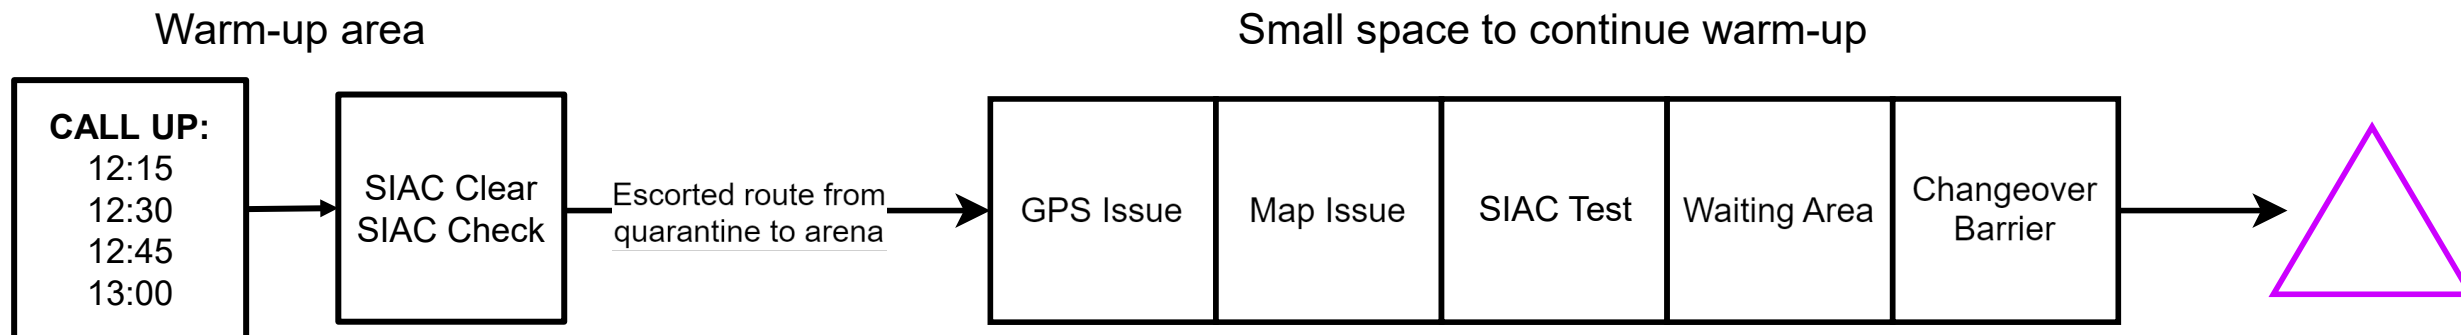 Warm-up area
Small space to continue warm-up
CALL UP:
12:15
12:30
12:45
13:00
SIAC Clear
SIAC Check
Escorted route from
quarantine to arena
GPS Issue
Map Issue
SIAC Test
Waiting Area
Changeover
Barrier